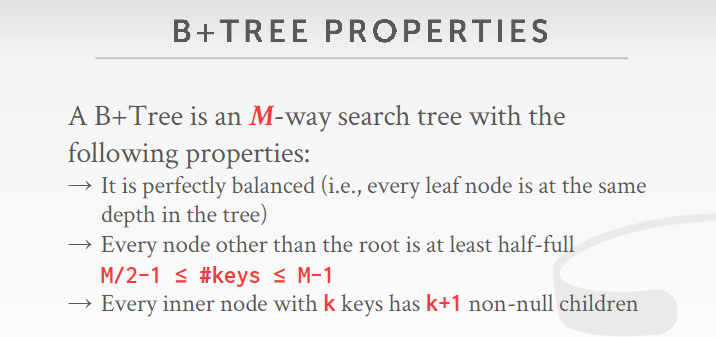 B+TREE PROPERTIES
A B+Tree is an M-way search tree with the
following properties:
→ It is perfectly balanced (i.e., every leaf node is at the same
depth in the tree)
→ Every node other than the root is at least half-full
M/2-1 ≤ #keys ≤ M-1
→ Every inner node with k keys has k+1 non-null children